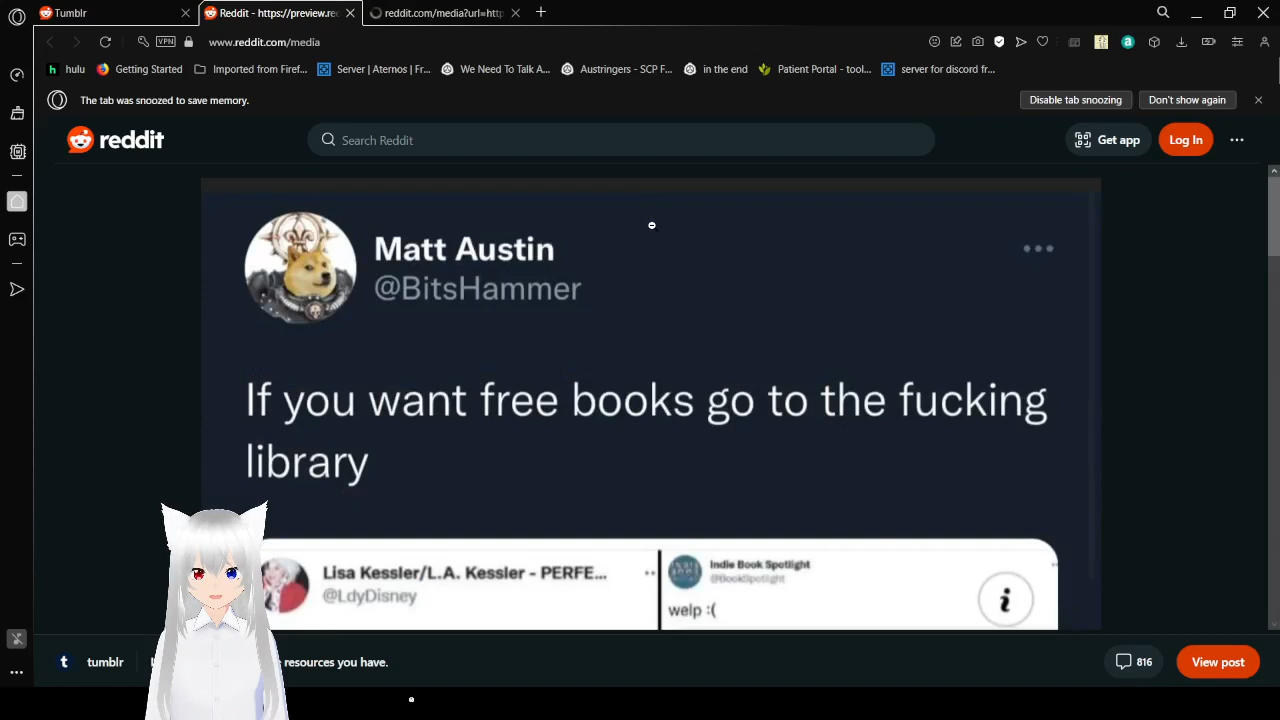 Tumblr
Reddit - https://preview.re
reddit.com/media?url=http
VPN
www.reddit.com/media
hulu
Getting Started
Imported from Firef...
Server | Aternos | Fr...
We Need To Talk A...
Austringers - SCP F...
in the end
Patient Portal - tool...
server for discord fr...
The tab was snoozed to save memory.
Disable tab snoozing
Don't show again
reddit
Search Reddit
Get app
Log In
Matt Austin
@BitsHammer
If you want free books go to the fucking
library
Lisa Kessler/L.A. Kessler - PERFE...
@LdyDisney
Indie Book Spotlight
@BookSpotlight
welp :(
tumblr
resources you have.
816
View post